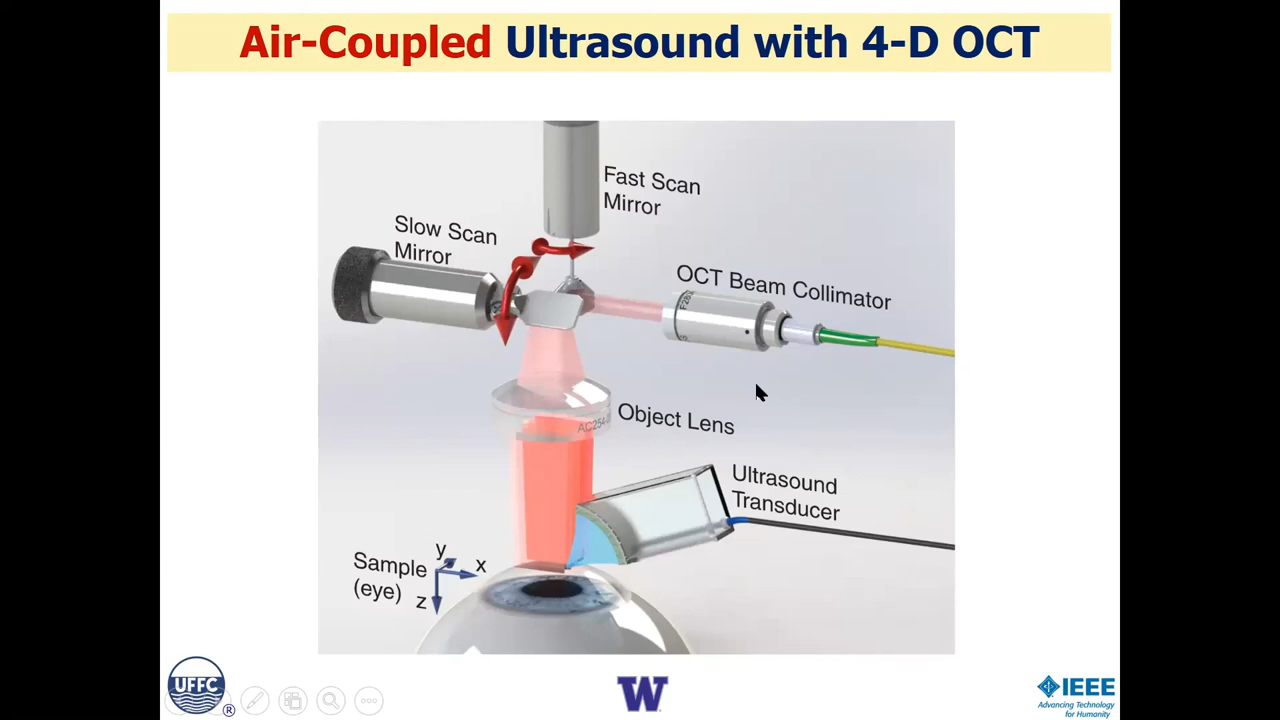 Air-Coupled Ultrasound with 4-D OCT
Fast Scan
Mirror
Slow Scan
Mirror
OCT Beam Collimator
Object Lens
Ultrasound
Transducer
Sample
(eye)
y
x
z
UFFC
®
W
IEEE
Advancing Technology
for Humanity